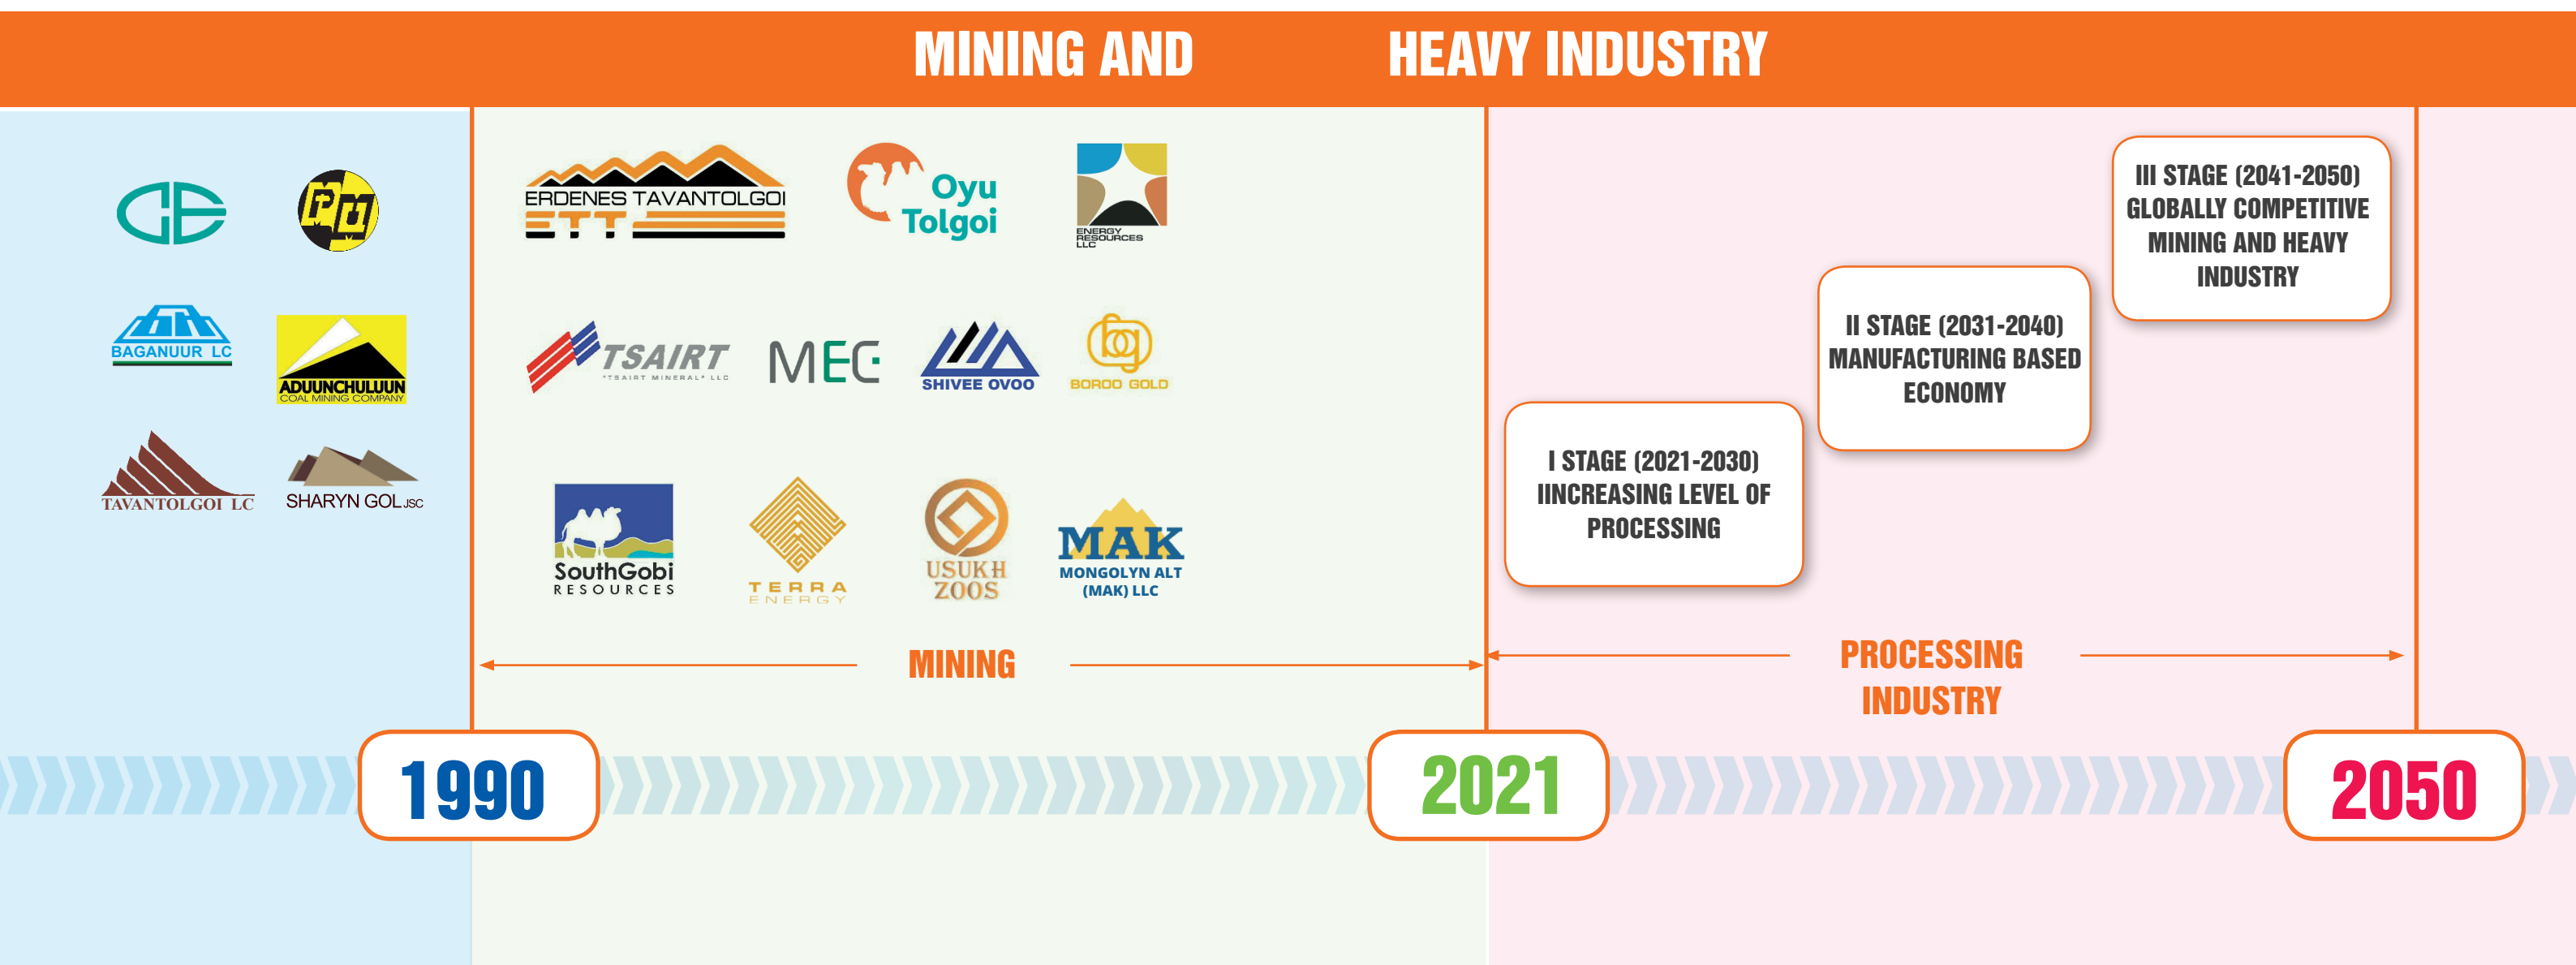 MINING AND HEAVY INDUSTRY
BAGANUUR LC
ADUUNCHULUUN
COAL MINING COMPANY
TAVANTOLGOI LC
SHARYN GOL JSC
ERDENES TAVANTOLGOI
ETT
Oyu
Tolgoi
ENERGY
RESOURCES
LLC
TSAIRT
"TSAIRT MINERAL" LLC
MEC
SHIVEE OVOO
BOROO GOLD
SouthGobi
RESOURCES
TERRA
ENERGY
USUKH
ZOOS
MAK
MONGOLYN ALT
(MAK) LLC
MINING
I STAGE (2021-2030)
IINCREASING LEVEL OF
PROCESSING
II STAGE (2031-2040)
MANUFACTURING BASED
ECONOMY
III STAGE (2041-2050)
GLOBALLY COMPETITIVE
MINING AND HEAVY
INDUSTRY
PROCESSING
INDUSTRY
1990
2021
2050